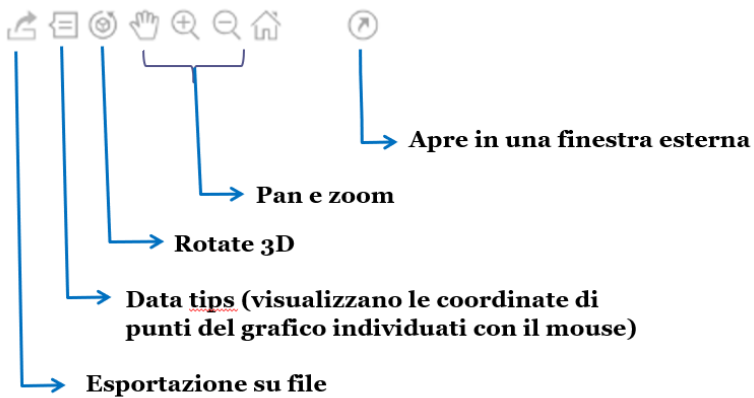 Apre in una finestra esterna
Pan e zoom
Rotate 3D
Data tips (visualizzano le coordinate di
punti del grafico individuati con il mouse)
Esportazione su file